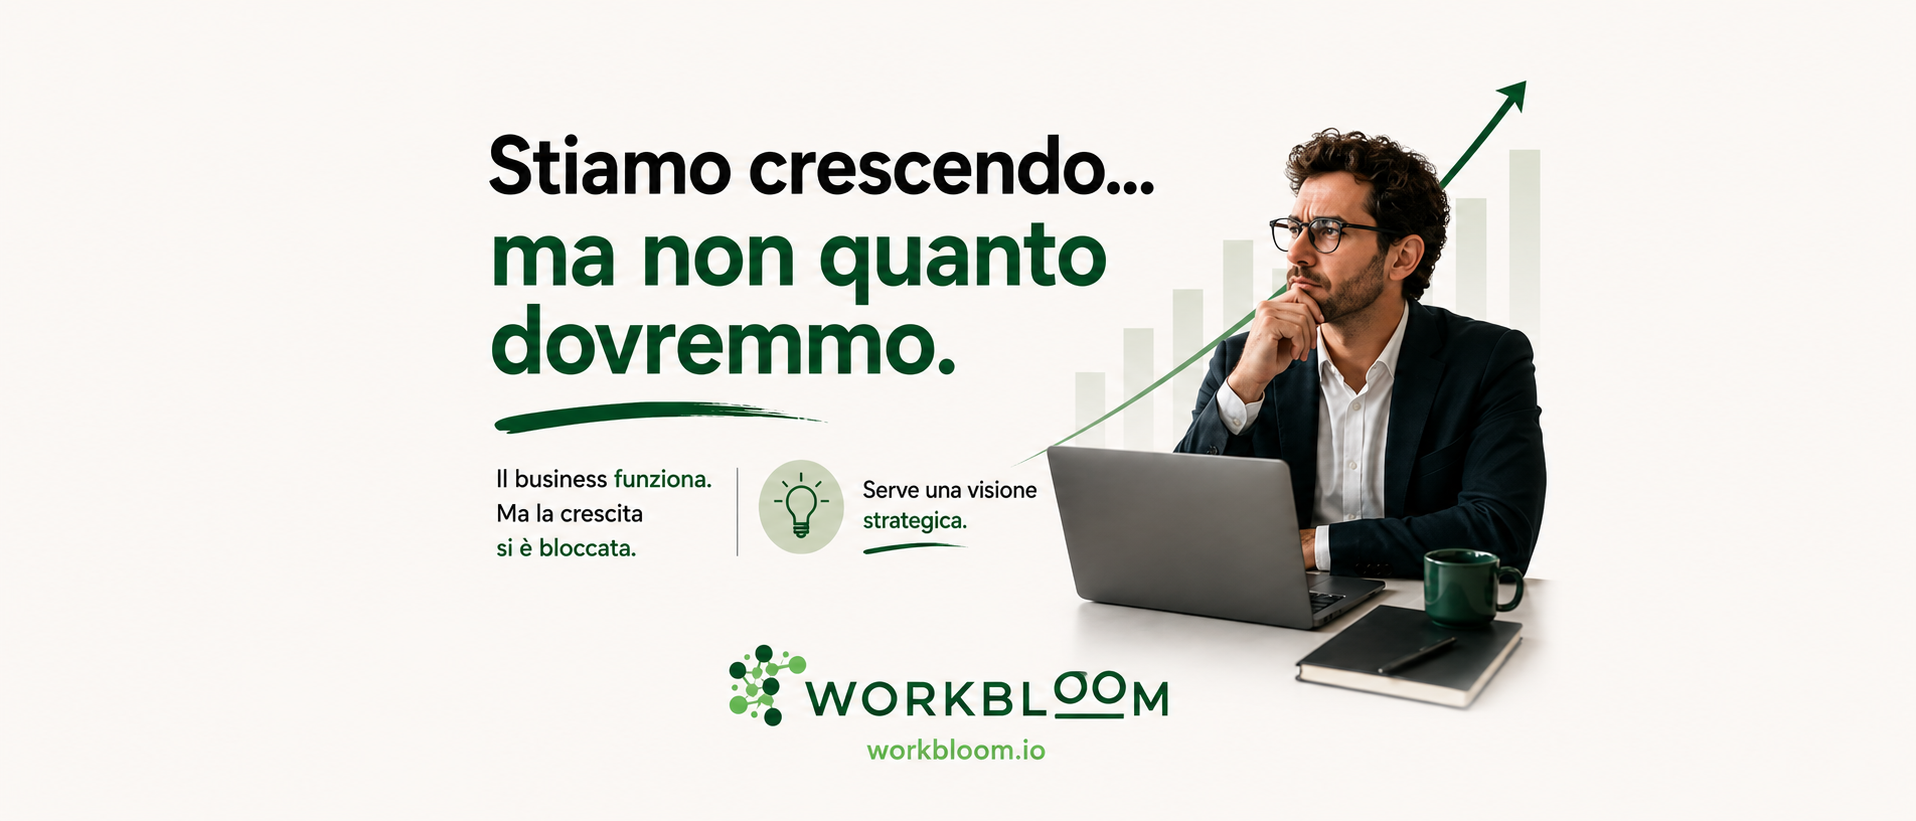 Stiamo crescendo...
ma non quanto
dovremmo.
Il business funziona.
Ma la crescita
si è bloccata.
Serve una visione
strategica.
WORKBLOOM
workbloom.io